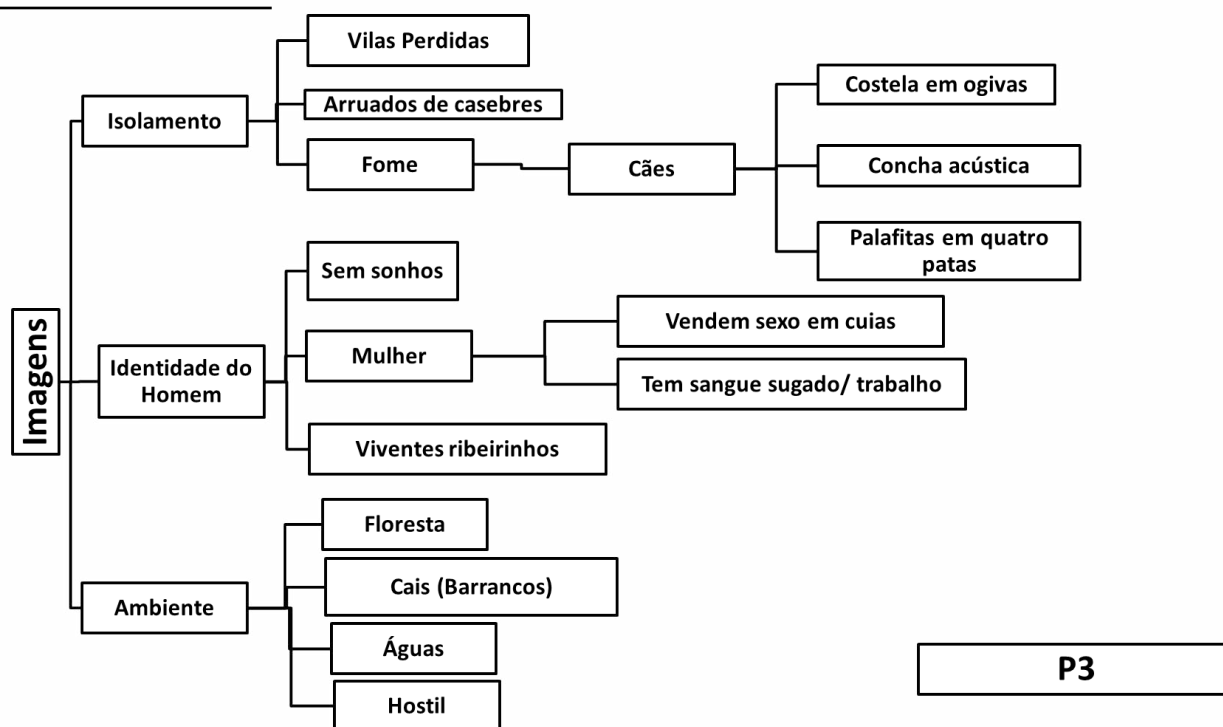 Imagens
Isolamento
Vilas Perdidas
Arruados de casebres
Fome
Cães
Costela em ogivas
Concha acústica
Palafitas em quatro
patas
Identidade do
Homem
Sem sonhos
Mulher
Vendem sexo em cuias
Tem sangue sugado/ trabalho
Viventes ribeirinhos
Ambiente
Floresta
Cais (Barrancos)
Águas
Hostil
P3